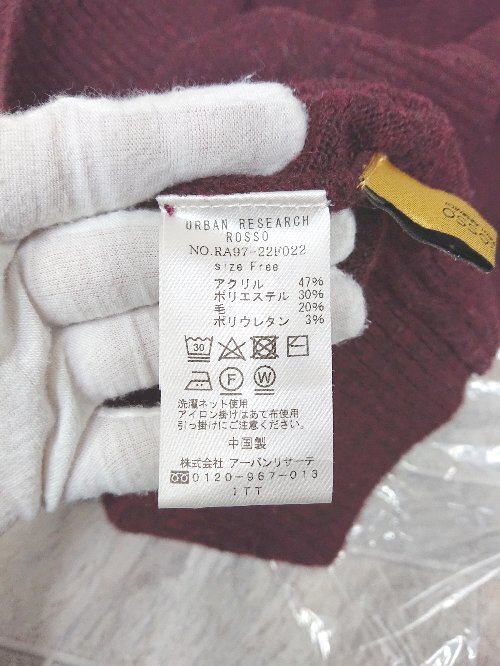 URBAN RESEARCH
ROSSO
NO.RA97-22F022
size Free
アクリル 47%
ポリエステル 30%
毛 20%
ポリウレタン 3%
30
F W
洗濯ネット使用
アイロン掛けはあて布使用
引っ掛けにご注意ください。
中国製
株式会社 アーバンリサーチ
0120-967-013
ITT